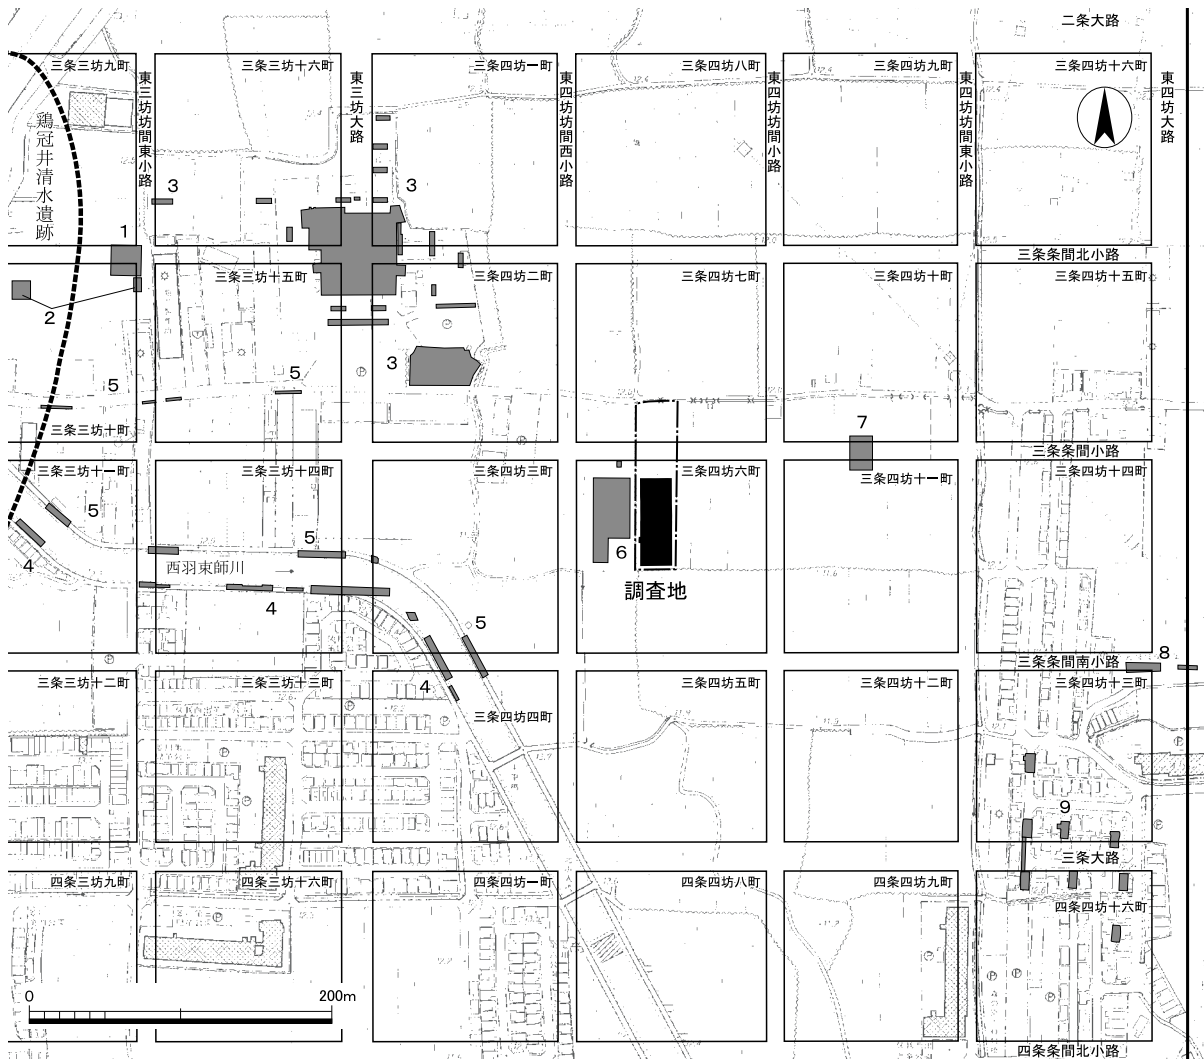 二条大路
三条三坊九町
三条三坊十六町
三条四坊一町
三条四坊八町
三条四坊九町
三条四坊十六町
東三坊坊間東小路
東三坊大路
東四坊坊間西小路
東四坊坊間小路
東四坊坊間東小路
東四坊大路
鶏冠井清水遺跡
3
3
1
三条条間北小路
三条三坊十五町
三条四坊二町
三条四坊七町
三条四坊十町
三条四坊十五町
2
3
5
5
三条三坊十町
7
三条条間小路
三条三坊十一町
三条三坊十四町
三条四坊三町
三条四坊六町
三条四坊十一町
三条四坊十四町
5
4
5
6
西羽束師川
4
調査地
5
8
三条条間南小路
4
三条三坊十二町
三条三坊十三町
三条四坊四町
三条四坊五町
三条四坊十二町
三条四坊十三町
9
三条大路
四条三坊九町
四条三坊十六町
四条四坊一町
四条四坊八町
四条四坊九町
四条四坊十六町
0
200m
四条条間北小路